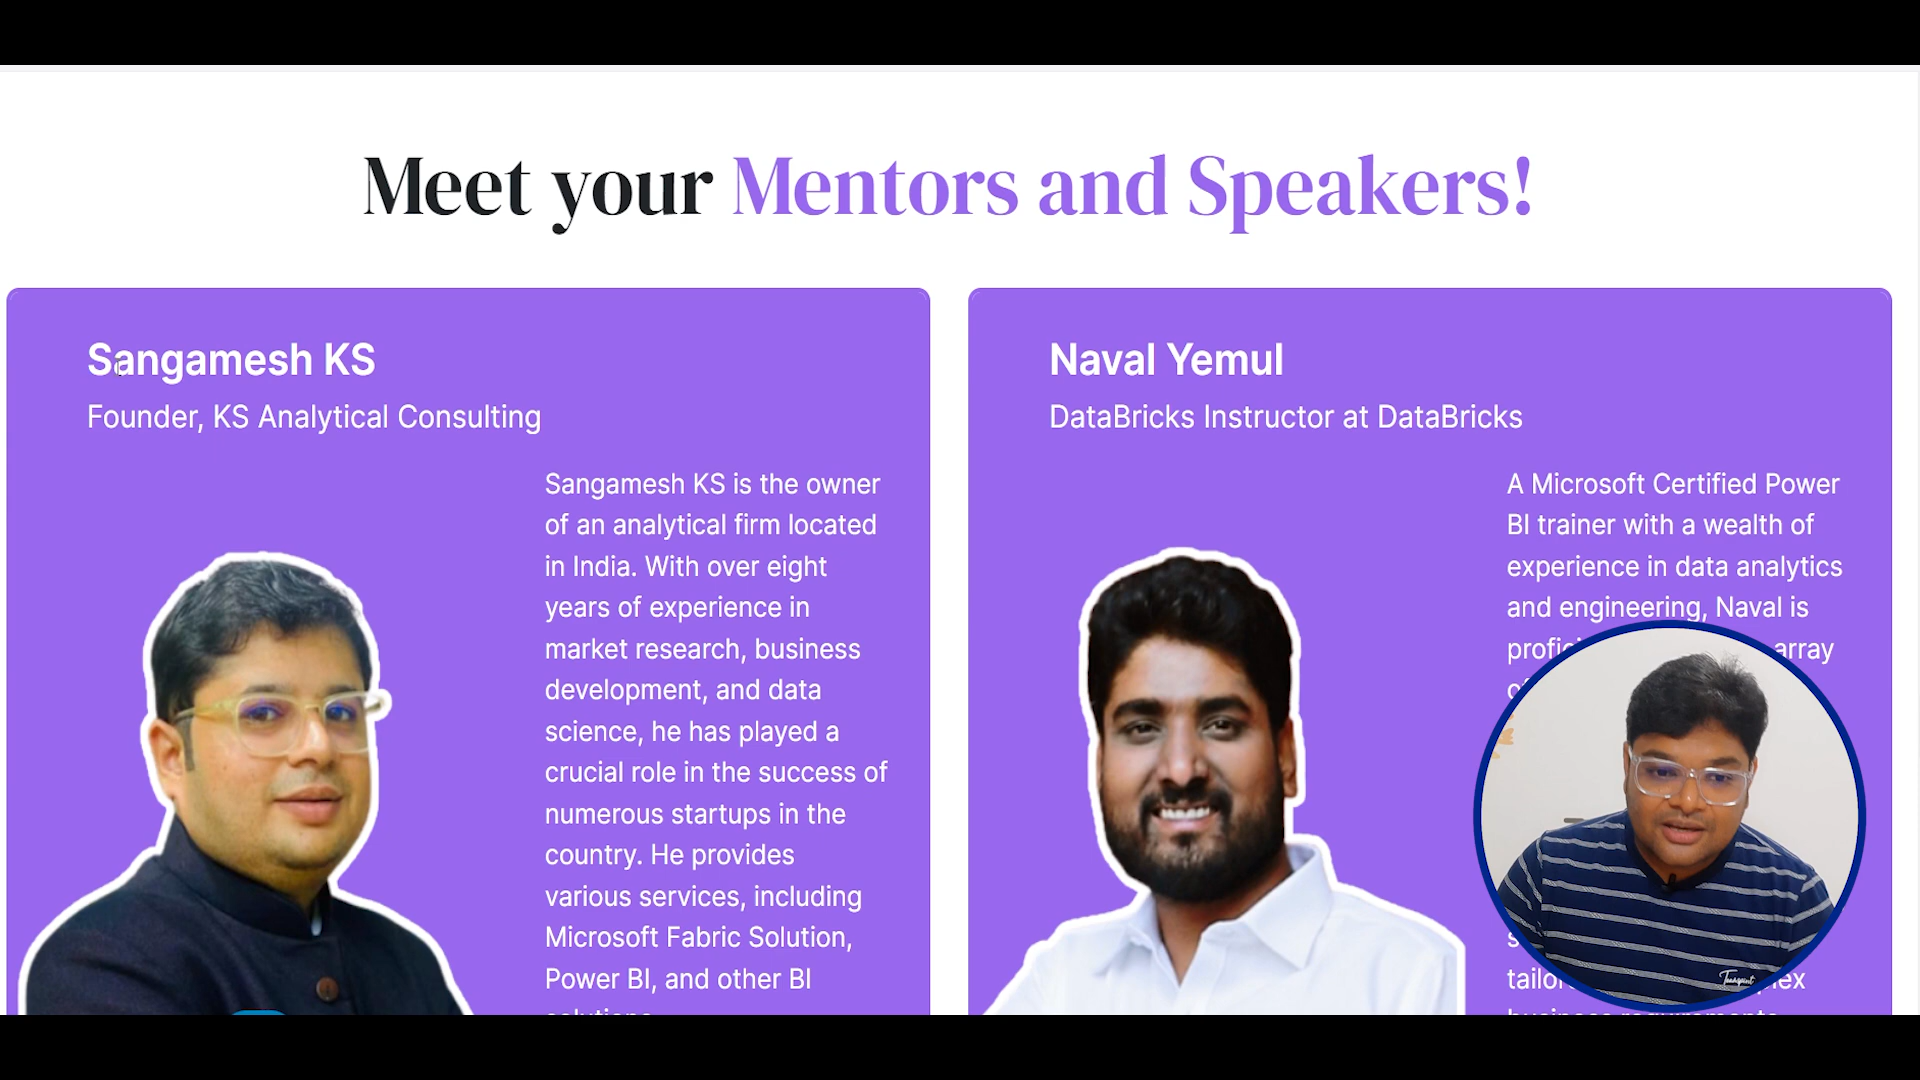 Meet your Mentors and Speakers!
Sangamesh KS
Founder, KS Analytical Consulting
Sangamesh KS is the owner
of an analytical firm located
in India. With over eight
years of experience in
market research, business
development, and data
science, he has played a
crucial role in the success of
numerous startups in the
country. He provides
various services, including
Microsoft Fabric Solution,
Power BI, and other BI
Naval Yemul
DataBricks Instructor at DataBricks
A Microsoft Certified Power
BI trainer with a wealth of
experience in data analytics
and engineering, Naval is
array